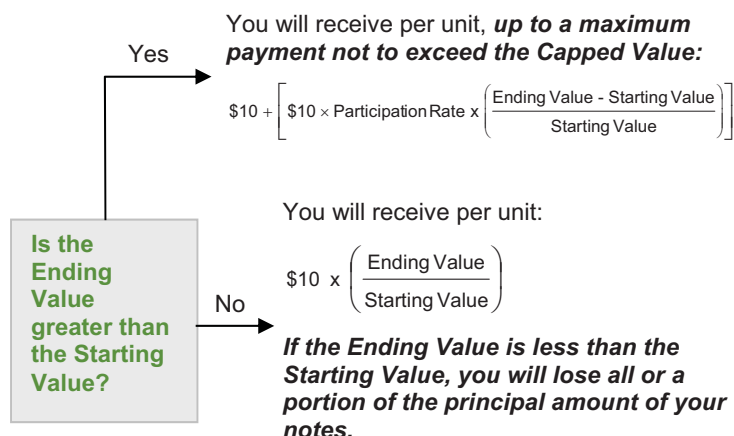 You will receive per unit, up to a maximum
payment not to exceed the Capped Value:
Yes
$10 + [ $10 × Participation Rate x ( Ending Value - Starting Value
Starting Value ) ]
You will receive per unit:
$10 x ( Ending Value
Starting Value )
Is the
Ending
Value
greater than
the Starting
Value?
No
If the Ending Value is less than the
Starting Value, you will lose all or a
portion of the principal amount of your
notes.